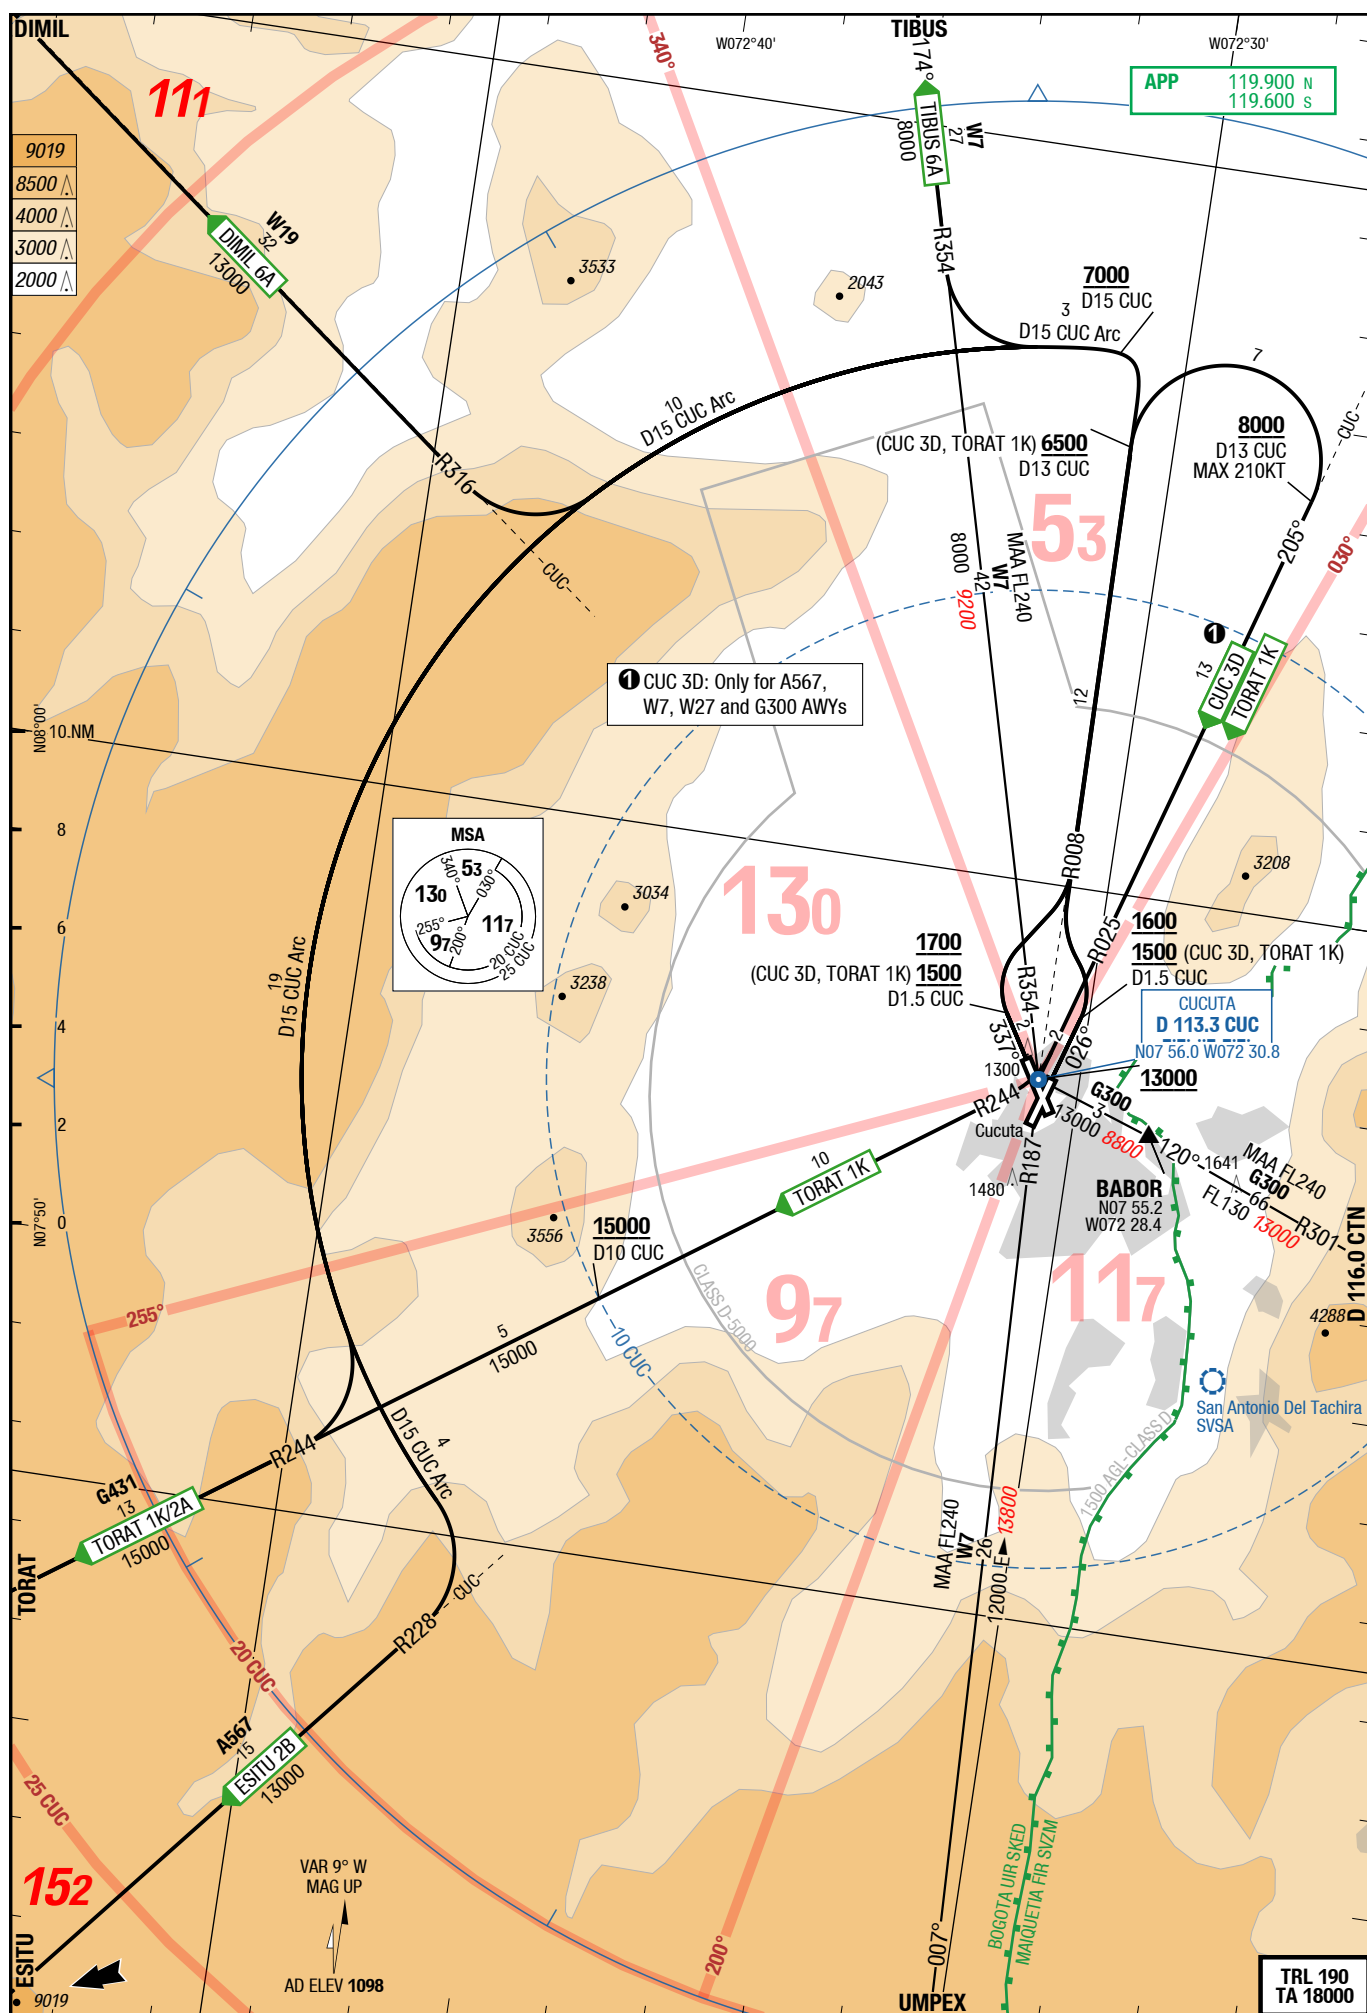 DIMIL
TIBUS
W072°40'
W072°30'
174°
340°
111
APP 119.900 N
119.600 S
TIBUS 6A
8000
27
W7
9019
8500
4000
3000
2000
W19
32
DIMIL 6A
13000
3533
2043
R354
7000
D15 CUC
3
D15 CUC Arc
7
10
D15 CUC Arc
8000
D13 CUC
MAX 210KT
CUC
(CUC 3D, TORAT 1K) 6500
D13 CUC
R316
53
205°
030°
CUC
8000
42
9200
W7
MAA FL240
1
13
CUC 3D
TORAT 1K
1 CUC 3D: Only for A567,
W7, W27 and G300 AWYs
12
N08°00'
10 NM
8
6
4
2
0
N07°50'
MSA
340°
53
030°
130
255°
97
200°
117
20 CUC
25 CUC
R008
3208
3034
130
1600
1500 (CUC 3D, TORAT 1K)
D1.5 CUC
R025
1700
(CUC 3D, TORAT 1K) 1500
D1.5 CUC
R354
3238
19
D15 CUC Arc
CUCUTA
D 113.3 CUC
N07 56.0 W072 30.8
337°
2
2
026°
1300
13000
R244
G300
3
13000
8800
Cucuta
R187
120°
1641
MAA FL240
G300
66
FL130
13000
R301
D 116.0 CTN
10
TORAT 1K
1480
BABOR
N07 55.2
W072 28.4
3556
15000
D10 CUC
117
97
CLASS D-5000
255°
4288
5
15000
10 CUC
San Antonio Del Tachira
SVSA
1500 AGL-CLASS D
D15 CUC Arc
4
R244
G431
13
TORAT 1K/2A
15000
TORAT
MAA FL240
W7
26
13800
12000 E
CUC
R228
20 CUC
A567
15
ESITU 2B
13000
25 CUC
BOGOTA UIR SKED
MAIQUETIA FIR SVZM
VAR 9° W
MAG UP
152
AD ELEV 1098
200°
007°
ESITU
9019
UMPEX
TRL 190
TA 18000